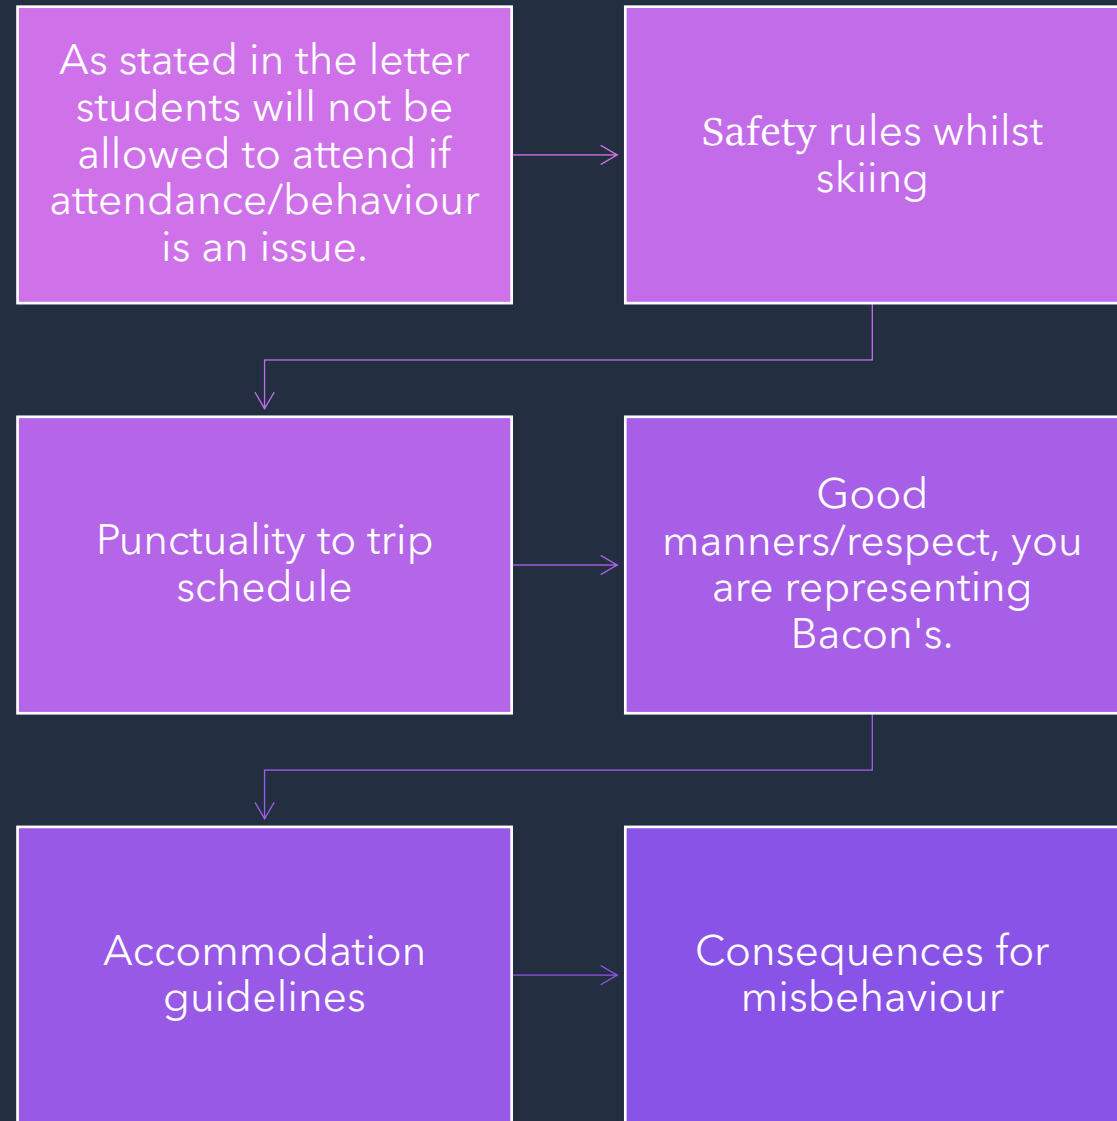 As stated in the letter
students will not be
allowed to attend if
attendance/behaviour
is an issue.
Safety rules whilst
skiing
Punctuality to trip
schedule
Good
manners/respect, you
are representing
Bacon's.
Accommodation
guidelines
Consequences for
misbehaviour